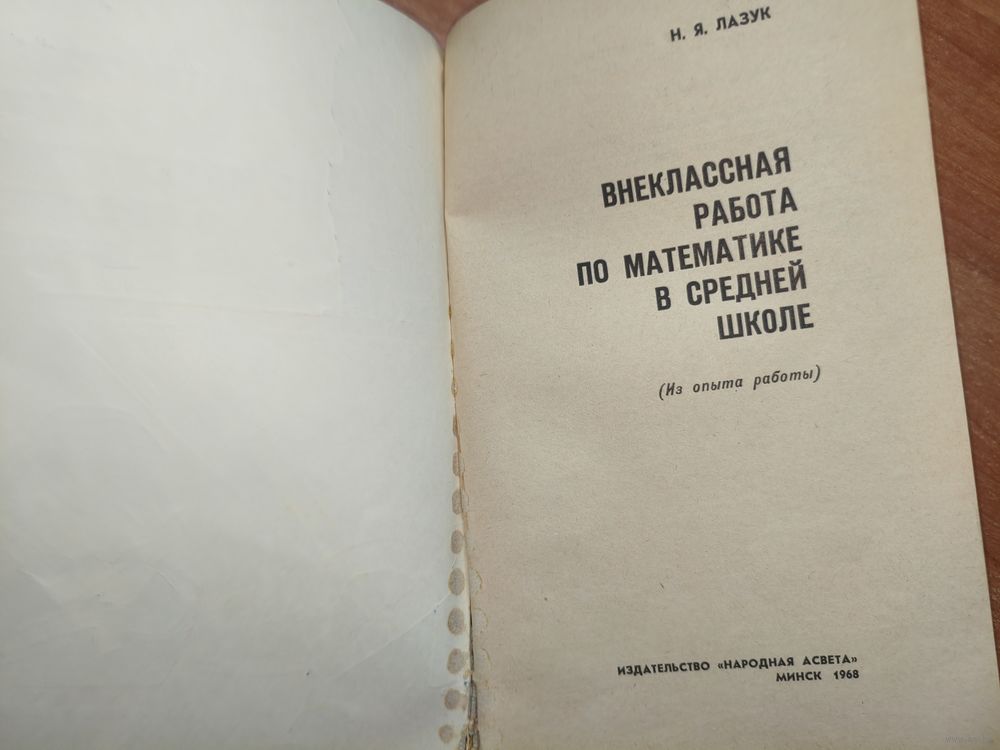 Н. Я. ЛАЗУК
ВНЕКЛАССНАЯ
РАБОТА
ПО МАТЕМАТИКЕ
В СРЕДНЕЙ
ШКОЛЕ
(Из опыта работы)
ИЗДАТЕЛЬСТВО «НАРОДНАЯ АСВЕТА»
МИНСК 1968